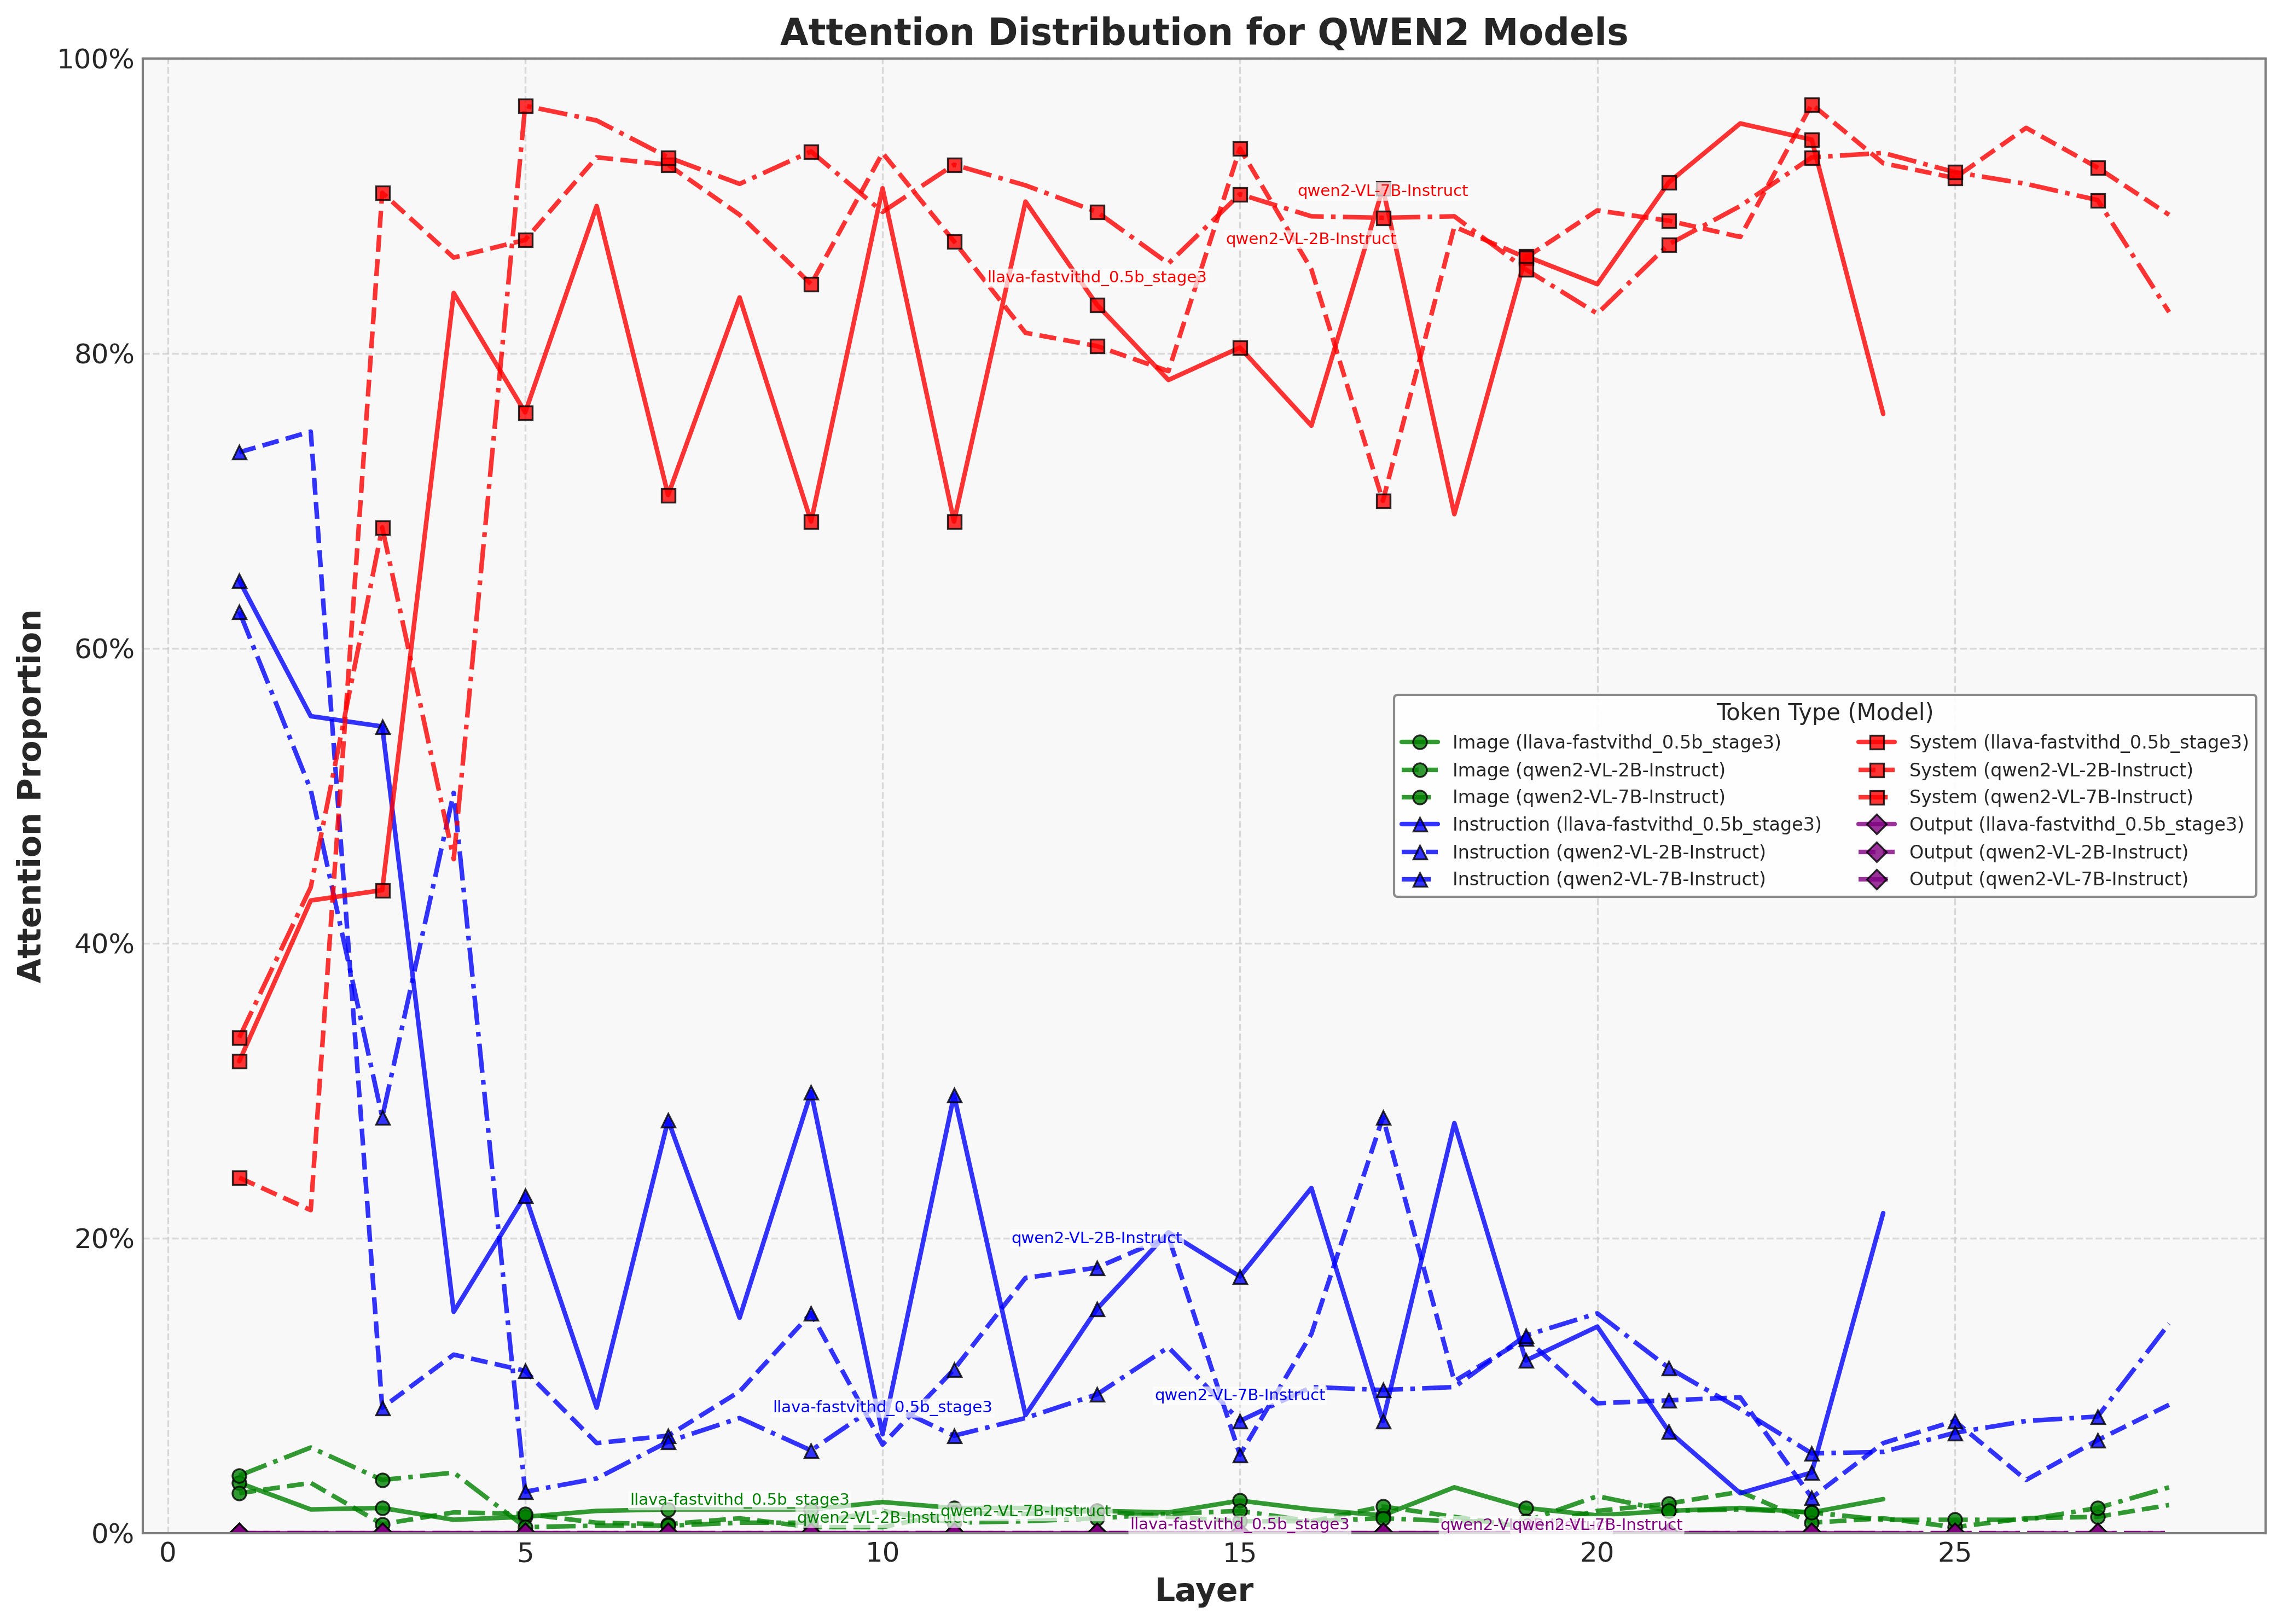 Attention Distribution for QWEN2 Models
Attention Proportion
100%
80%
60%
40%
20%
0%
qwen2-VL-7B-Instruct
qwen2-VL-2B-Instruct
llava-fastvithd_0.5b_stage3
Token Type (Model)
Image (llava-fastvithd_0.5b_stage3)
Image (qwen2-VL-2B-Instruct)
Image (qwen2-VL-7B-Instruct)
Instruction (llava-fastvithd_0.5b_stage3)
Instruction (qwen2-VL-2B-Instruct)
Instruction (qwen2-VL-7B-Instruct)
System (llava-fastvithd_0.5b_stage3)
System (qwen2-VL-2B-Instruct)
System (qwen2-VL-7B-Instruct)
Output (llava-fastvithd_0.5b_stage3)
Output (qwen2-VL-2B-Instruct)
Output (qwen2-VL-7B-Instruct)
qwen2-VL-2B-Instruct
qwen2-VL-7B-Instruct
llava-fastvithd_0.5b_stage3
llava-fastvithd_0.5b_stage3
qwen2-VL-7B-Instruct
qwen2-VL-2B-Instruct
llava-fastvithd_0.5b_stage3
qwen2-V
qwen2-VL-7B-Instruct
0 5 10 15 20 25
Layer